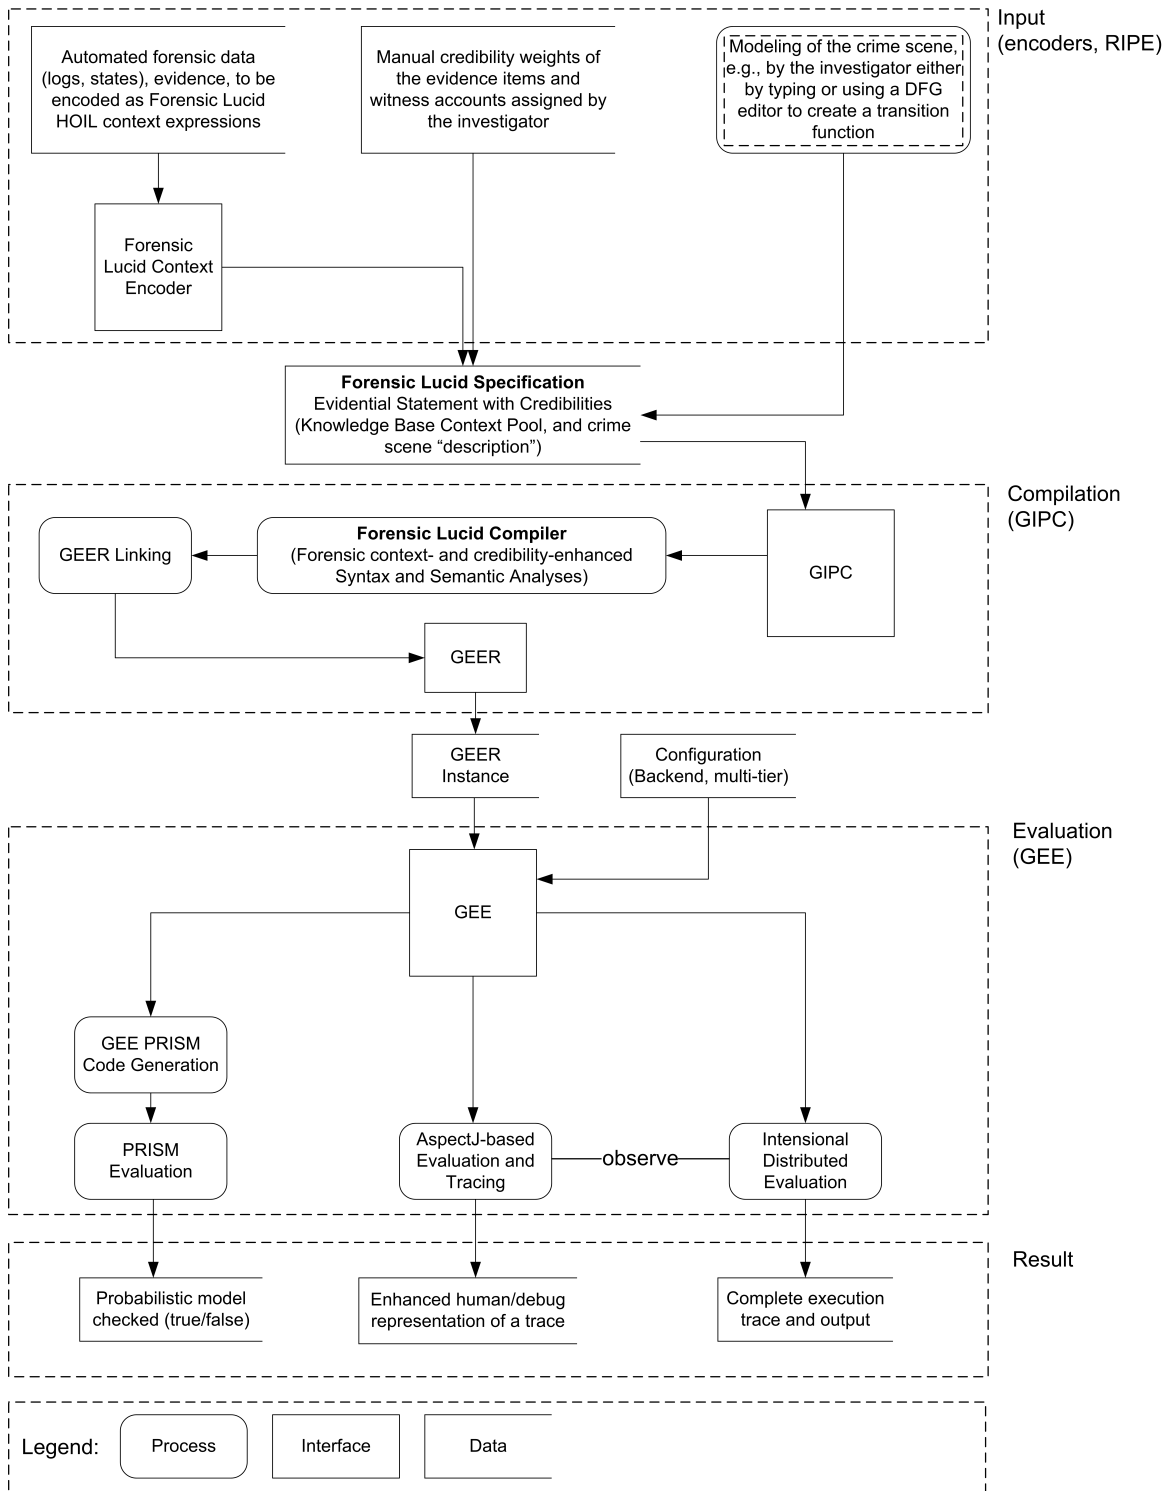 Input
(encoders, RIPE)
Automated forensic data
(logs, states), evidence, to be
encoded as Forensic Lucid
HOIL context expressions
Manual credibility weights of
the evidence items and
witness accounts assigned by
the investigator
Modeling of the crime scene,
e.g., by the investigator either
by typing or using a DFG
editor to create a transition
function
Forensic
Lucid Context
Encoder
Forensic Lucid Specification
Evidential Statement with Credibilities
(Knowledge Base Context Pool, and crime
scene “description”)
Compilation
(GIPC)
GEER Linking
Forensic Lucid Compiler
(Forensic context- and credibility-enhanced
Syntax and Semantic Analyses)
GIPC
GEER
GEER
Instance
Configuration
(Backend, multi-tier)
Evaluation
(GEE)
GEE
GEE PRISM
Code Generation
PRISM
Evaluation
AspectJ-based
Evaluation and
Tracing
observe
Intensional
Distributed
Evaluation
Result
Probabilistic model
checked (true/false)
Enhanced human/debug
representation of a trace
Complete execution
trace and output
Legend:
Process
Interface
Data